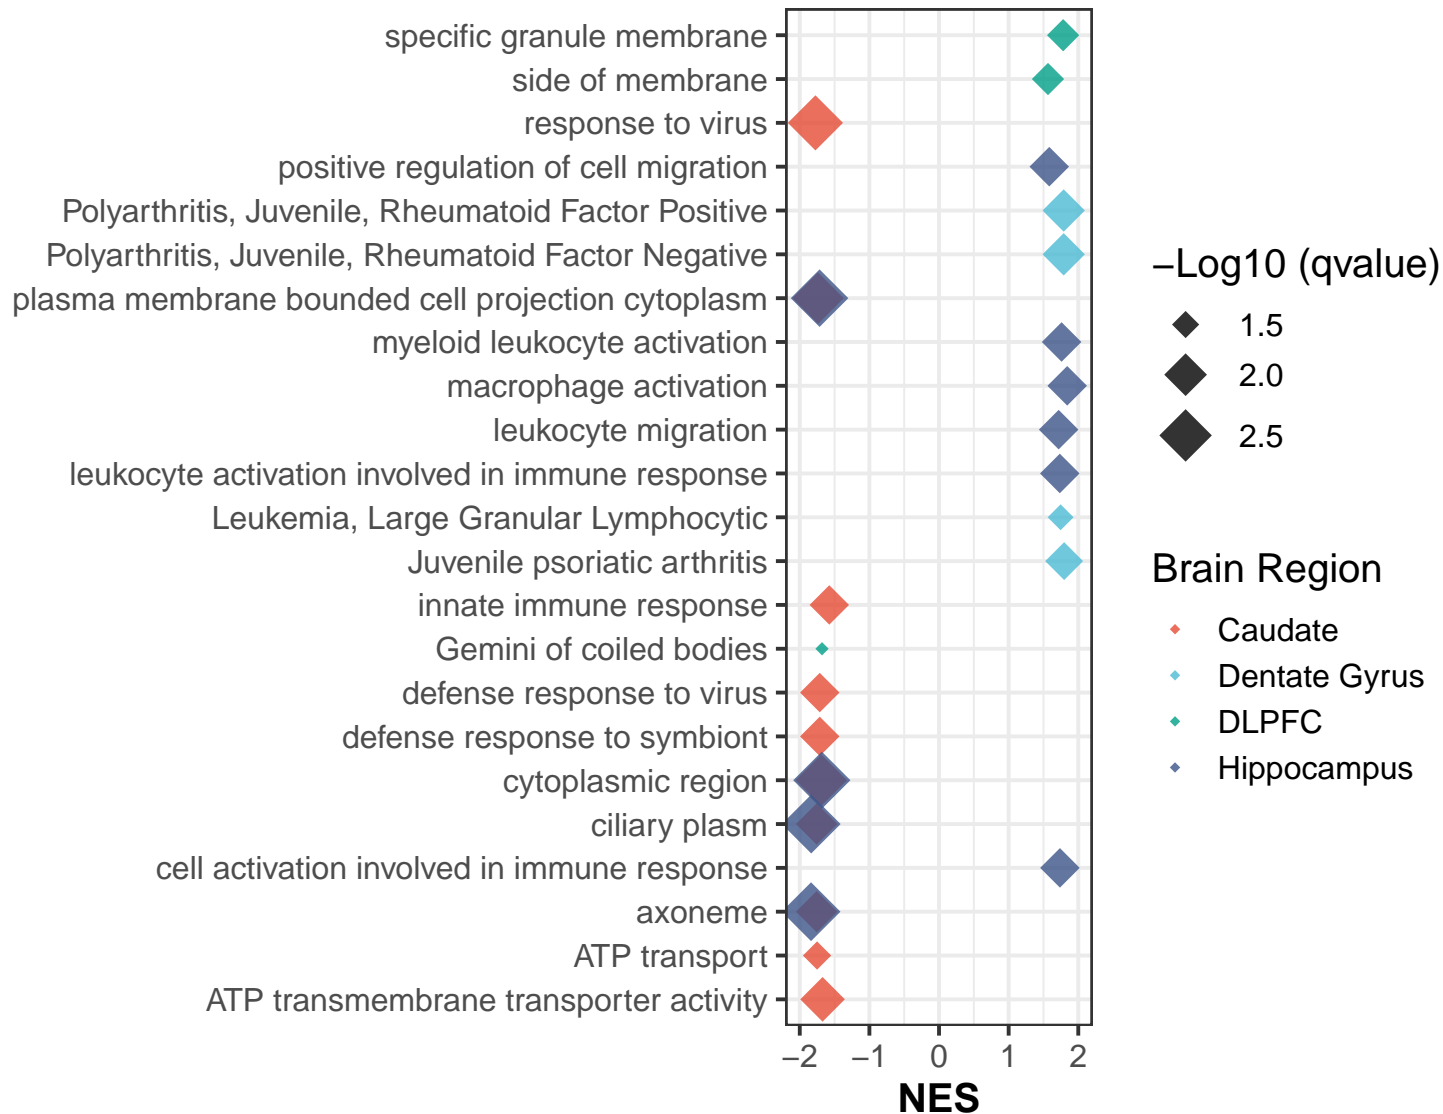 specific granule membrane
side of membrane
response to virus
positive regulation of cell migration
Polyarthritis, Juvenile, Rheumatoid Factor Positive
Polyarthritis, Juvenile, Rheumatoid Factor Negative
plasma membrane bounded cell projection cytoplasm
myeloid leukocyte activation
macrophage activation
leukocyte migration
leukocyte activation involved in immune response
Leukemia, Large Granular Lymphocytic
Juvenile psoriatic arthritis
innate immune response
Gemini of coiled bodies
defense response to virus
defense response to symbiont
cytoplasmic region
ciliary plasm
cell activation involved in immune response
axoneme
ATP transport
ATP transmembrane transporter activity
−2 −1 0 1 2
NES
−Log10 (qvalue)
1.5
2.0
2.5
Brain Region
Caudate
Dentate Gyrus
DLPFC
Hippocampus